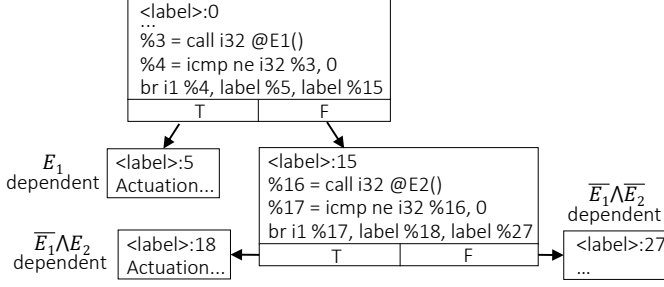 <label>:0
...
%3 = call i32 @E1()
%4 = icmp ne i32 %3, 0
br i1 %4, label %5, label %15
T F
E₁
dependent
<label>:5
Actuation...
<label>:15
%16 = call i32 @E2()
%17 = icmp ne i32 %16, 0
br i1 %17, label %18, label %27
T F
E̅₁⋀E₂
dependent
<label>:18
Actuation...
E̅₁⋀E̅₂
dependent
<label>:27
...